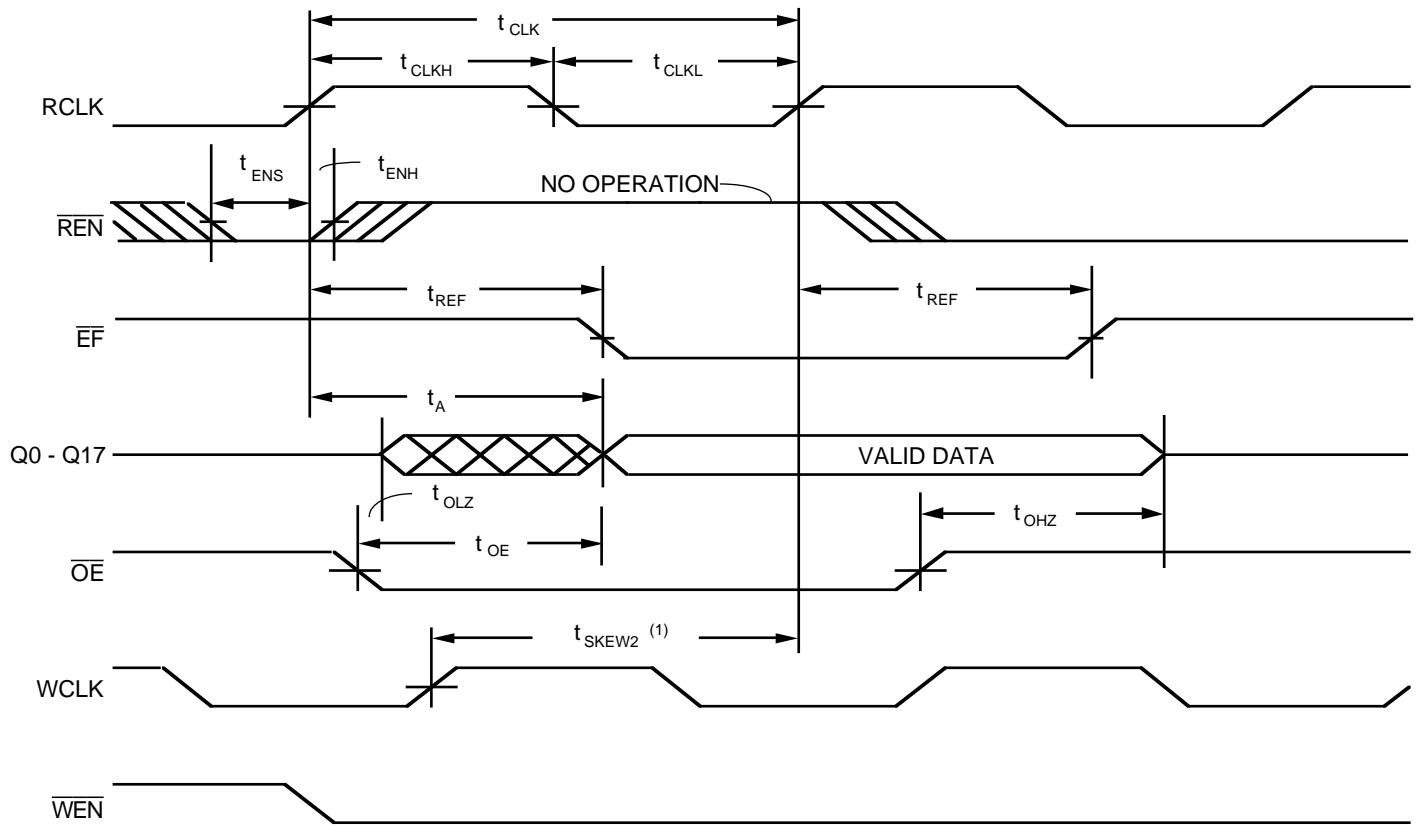 t CLK
t CLKH
t CLKL
RCLK
t ENS
t ENH
NO OPERATION
REN
t REF
t REF
EF
t A
Q0 - Q17
VALID DATA
t OLZ
t OHZ
t OE
OE
t SKEW2 (1)
WCLK
WEN